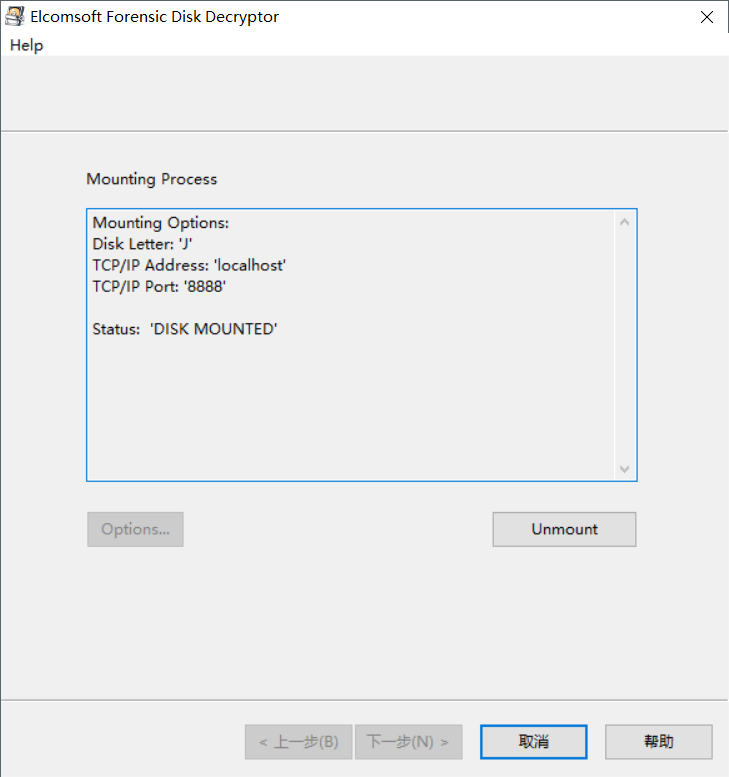 Elcomsoft Forensic Disk Decryptor
Help
Mounting Process
Mounting Options:
Disk Letter: 'J'
TCP/IP Address: 'localhost'
TCP/IP Port: '8888'
Status:  'DISK MOUNTED'
Options...
Unmount
< 上一步(B)
下一步(N) >
取消
帮助